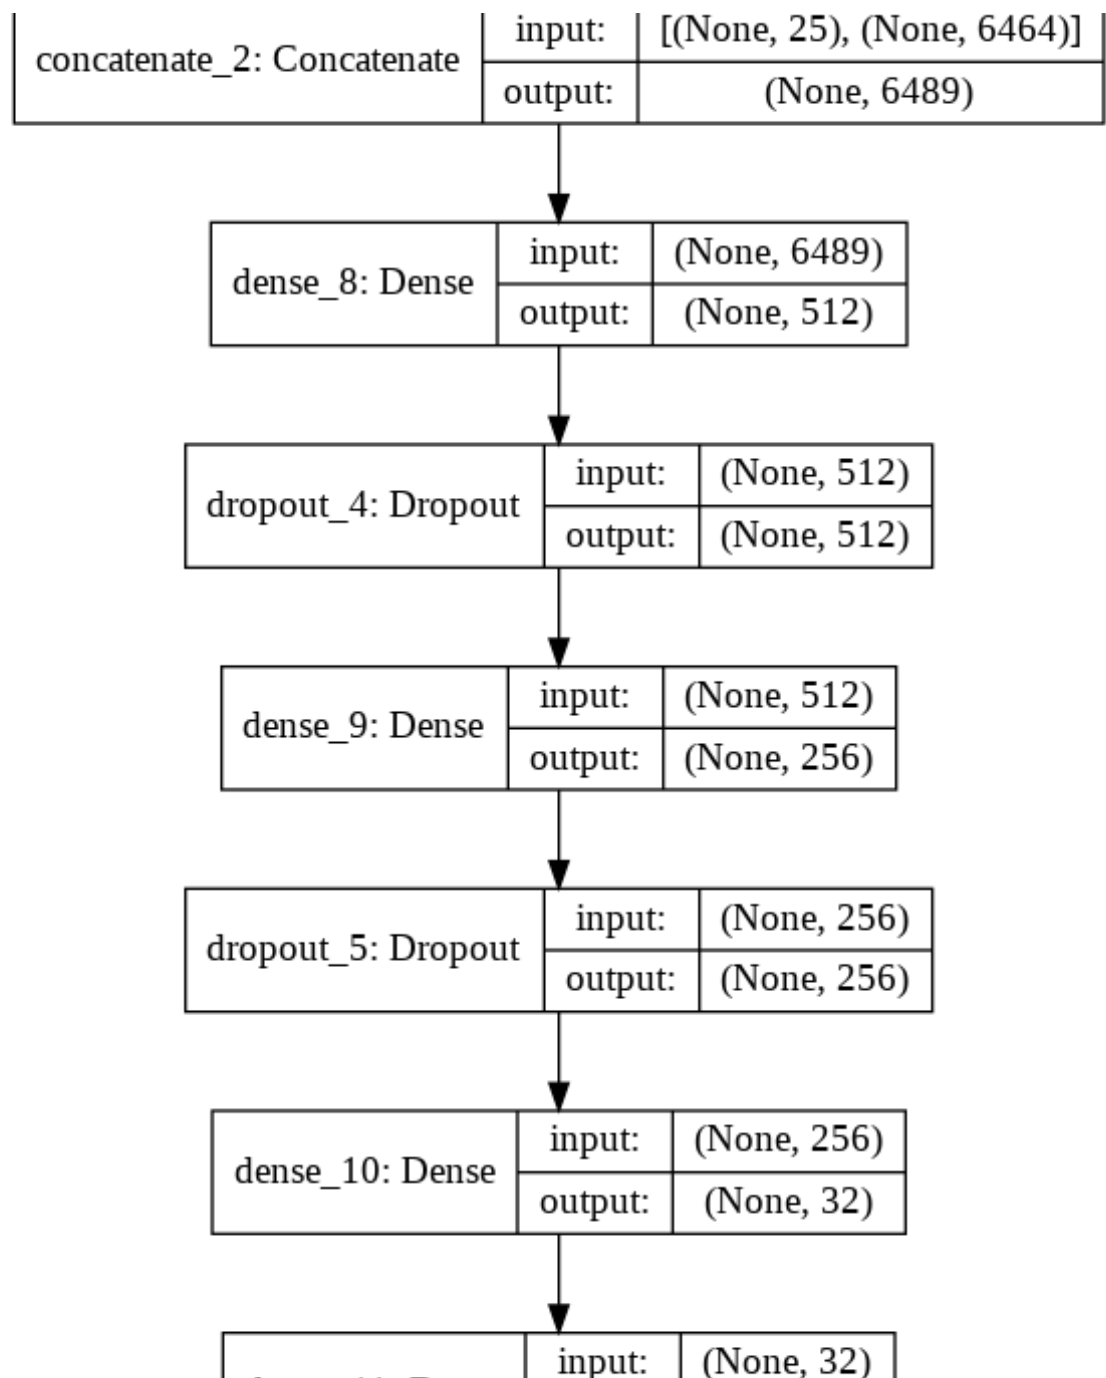 concatenate_2: Concatenate
input: [(None, 25), (None, 6464)]
output: (None, 6489)
dense_8: Dense
input: (None, 6489)
output: (None, 512)
dropout_4: Dropout
input: (None, 512)
output: (None, 512)
dense_9: Dense
input: (None, 512)
output: (None, 256)
dropout_5: Dropout
input: (None, 256)
output: (None, 256)
dense_10: Dense
input: (None, 256)
output: (None, 32)
input: (None, 32)